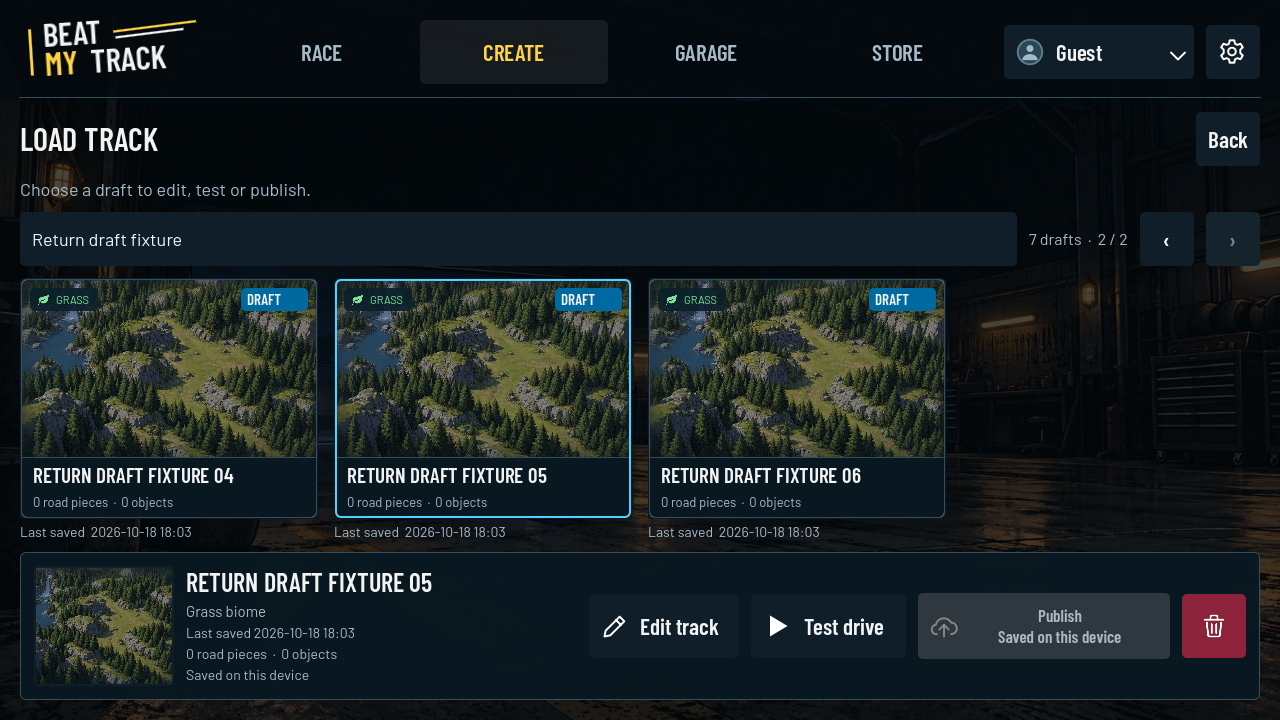 BEAT
MY TRACK
RACE
CREATE
GARAGE
STORE
Guest
LOAD TRACK
Back
Choose a draft to edit, test or publish.
Return draft fixture
7 drafts · 2 / 2
‹
›
GRASS
DRAFT
GRASS
DRAFT
GRASS
DRAFT
RETURN DRAFT FIXTURE 04
RETURN DRAFT FIXTURE 05
RETURN DRAFT FIXTURE 06
0 road pieces · 0 objects
0 road pieces · 0 objects
0 road pieces · 0 objects
Last saved 2026-10-18 18:03
Last saved 2026-10-18 18:03
Last saved 2026-10-18 18:03
RETURN DRAFT FIXTURE 05
Grass biome
Last saved 2026-10-18 18:03
0 road pieces · 0 objects
Saved on this device
Edit track
Test drive
Publish
Saved on this device